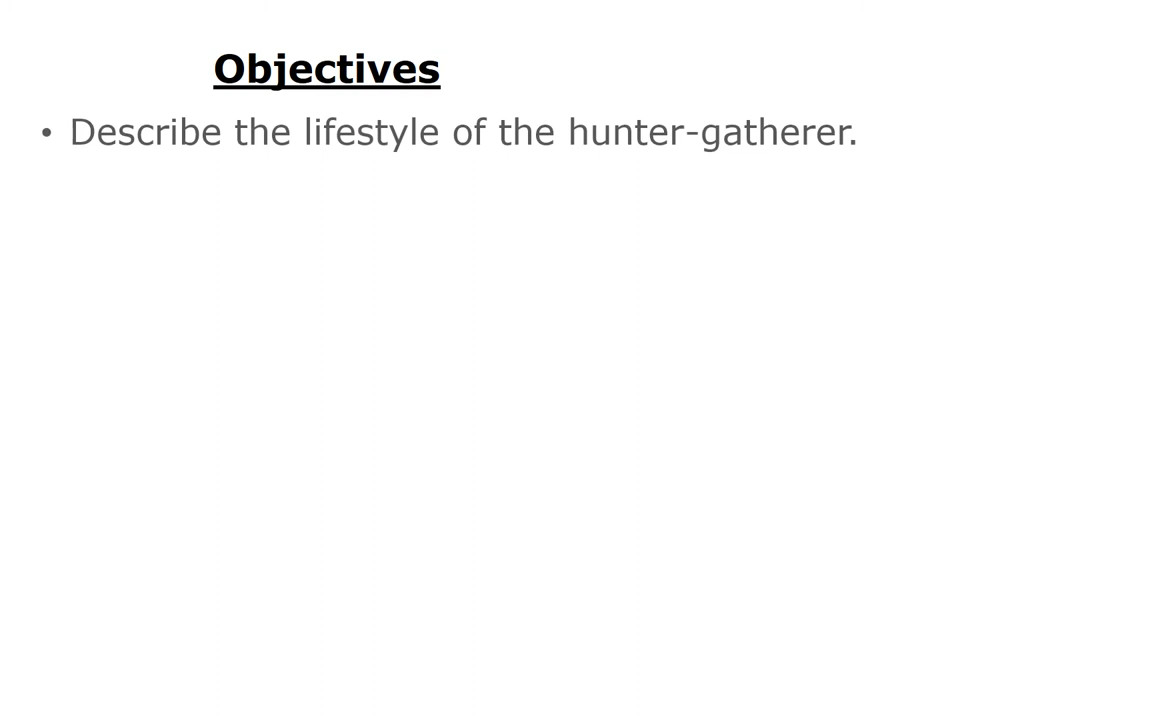 Objectives
• Describe the lifestyle of the hunter-gatherer.